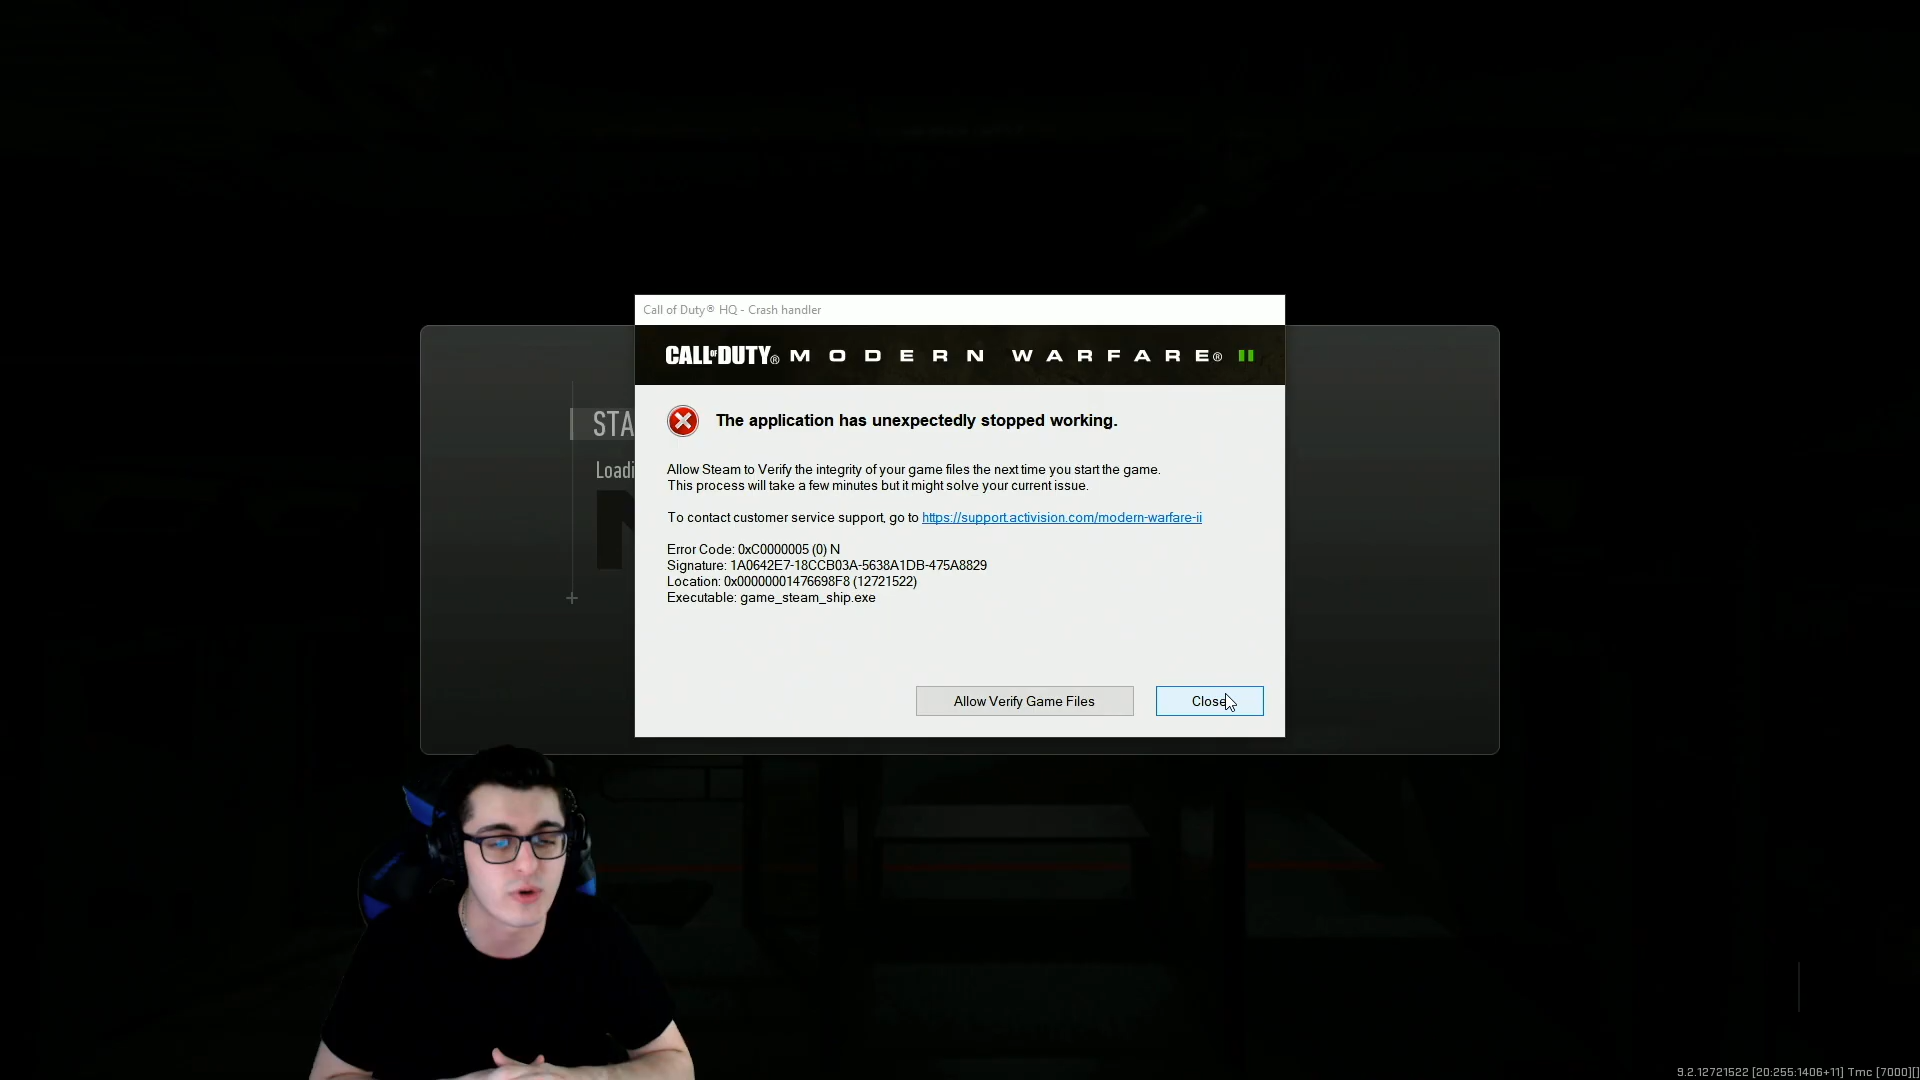 Call of Duty® HQ - Crash handler
CALL OF DUTY® MODERN WARFARE® II
The application has unexpectedly stopped working.
STA
Loadi
Allow Steam to Verify the integrity of your game files the next time you start the game.
This process will take a few minutes but it might solve your current issue.
To contact customer service support, go to https://support.activision.com/modern-warfare-ii
Error Code: 0xC0000005 (0) N
Signature: 1A0642E7-18CCB03A-5638A1DB-475A8829
Location: 0x00000001476698F8 (12721522)
Executable: game_steam_ship.exe
Allow Verify Game Files
Close
9.2.12721522 [20:255:1406+11] Tmc [7000][]